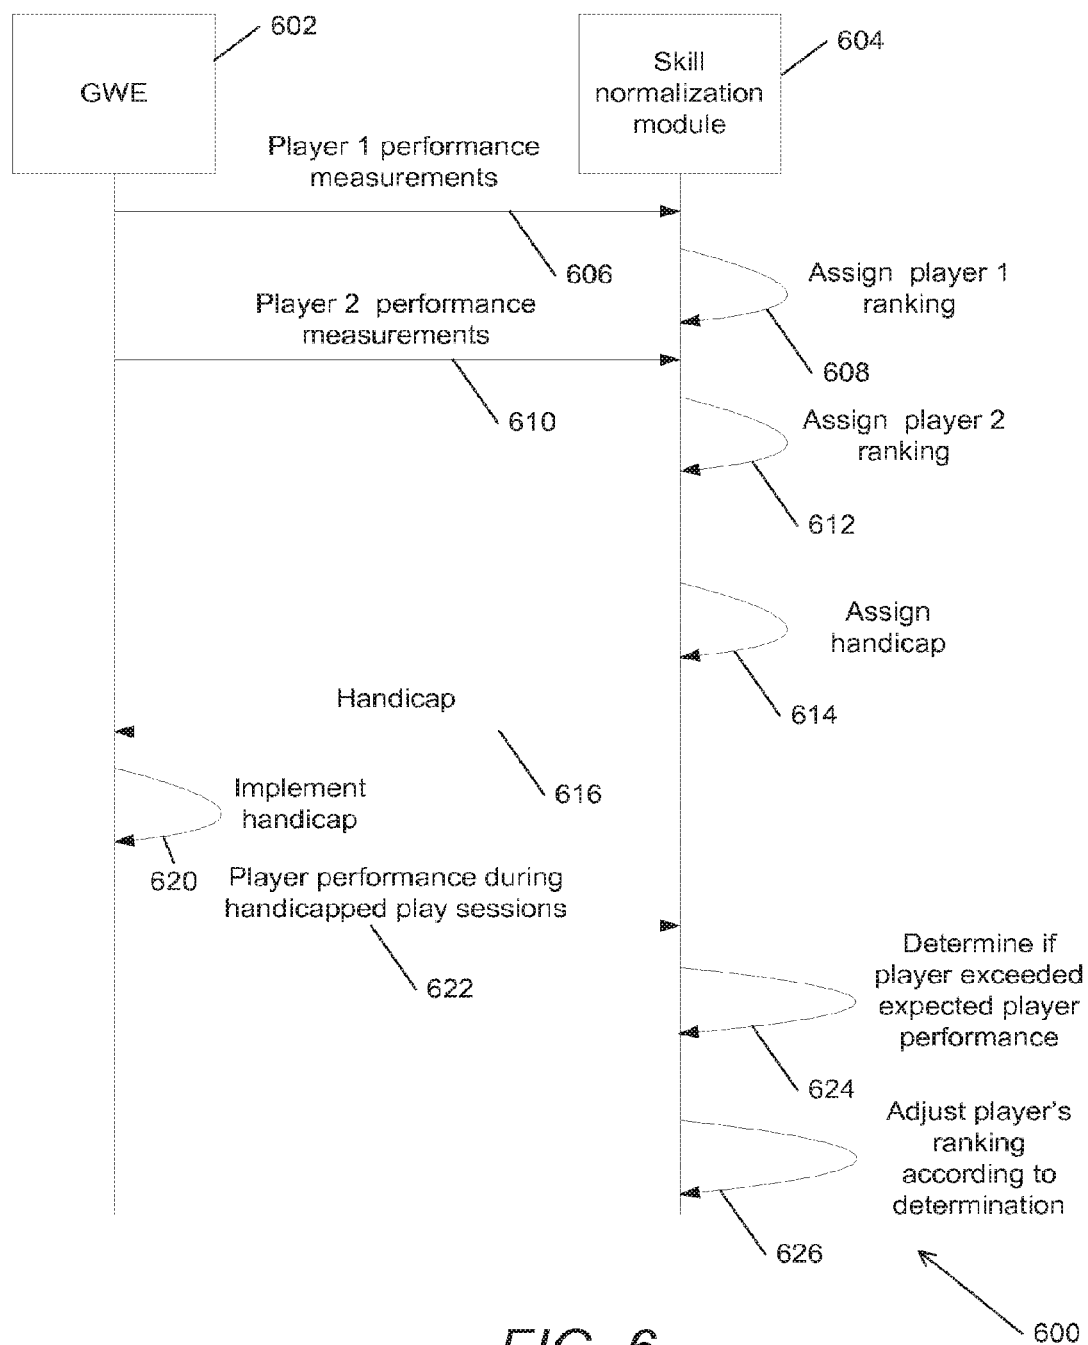 602
GWE
604
Skill
normalization
module
Player 1 performance
measurements
606
Assign player 1
ranking
608
Player 2 performance
measurements
610
Assign player 2
ranking
612
Assign
handicap
614
Handicap
616
Implement
handicap
620
Player performance during
handicapped play sessions
622
Determine if
player exceeded
expected player
performance
624
Adjust player's
ranking
according to
determination
626
600
FIG. 6